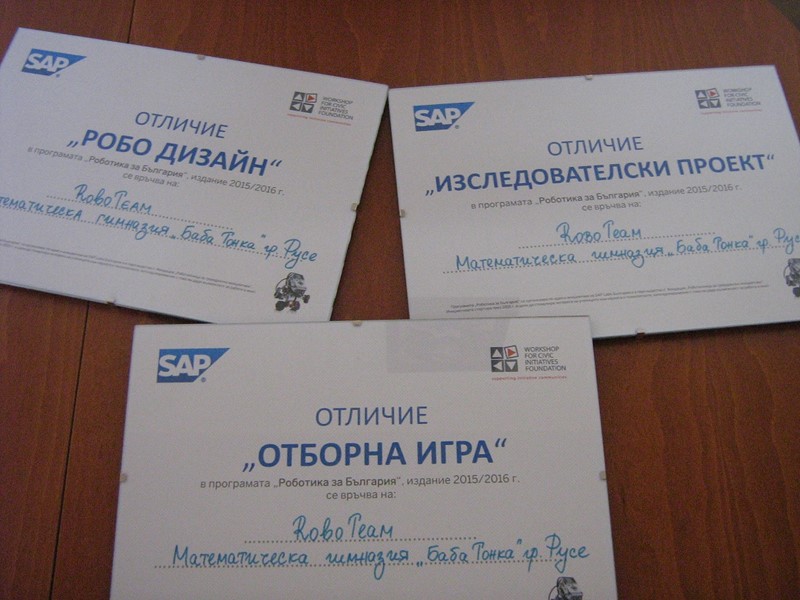 SAP
WORKSHOP
FOR CIVIC
INITIATIVES
FOUNDATION
ОТЛИЧИЕ
„РОБО ДИЗАЙН“
в програмата „Роботика за България“, издание 2015/2016 г.
се връчва на:
RoboTeam
тематическа гимназия „Баба Тонка“ гр. Русе
SAP
WORKSHOP
FOR CIVIC
INITIATIVES
FOUNDATION
ОТЛИЧИЕ
„ИЗСЛЕДОВАТЕЛСКИ ПРОЕКТ“
в програмата „Роботика за България“, издание 2015/2016 г.
се връчва на:
RoboTeam
Математическа гимназия „Баба Тонка“ гр. Русе
SAP
WORKSHOP
FOR CIVIC
INITIATIVES
FOUNDATION
supporting initiative communities
ОТЛИЧИЕ
„ОТБОРНА ИГРА“
в програмата „Роботика за България“, издание 2015/2016 г.
се връчва на:
RoboTeam
Математическа гимназия „Баба Тонка“ гр. Русе